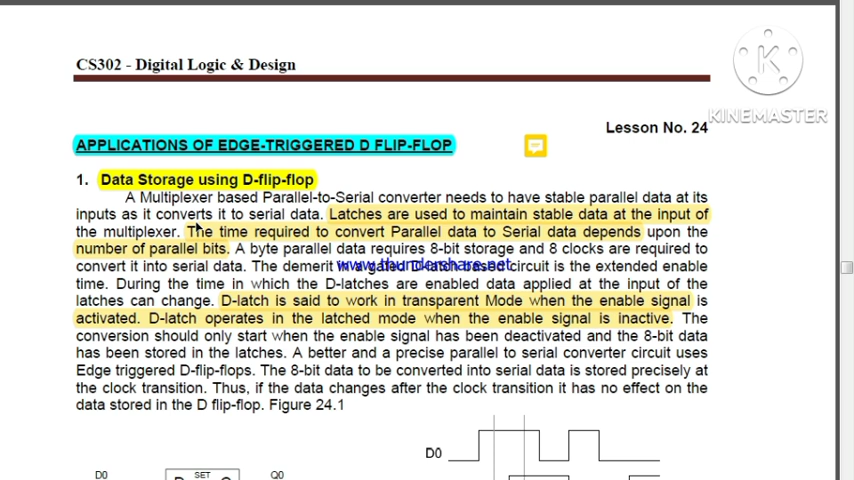 CS302 - Digital Logic & Design
KINEMASTER
Lesson No. 24
APPLICATIONS OF EDGE-TRIGGERED D FLIP-FLOP
1. Data Storage using D-flip-flop
A Multiplexer based Parallel-to-Serial converter needs to have stable parallel data at its
inputs as it converts it to serial data. Latches are used to maintain stable data at the input of
the multiplexer. The time required to convert Parallel data to Serial data depends upon the
number of parallel bits. A byte parallel data requires 8-bit storage and 8 clocks are required to
www.thundershare.net
convert it into serial data. The demerit in a gated D-latch based circuit is the extended enable
time. During the time in which the D-latches are enabled data applied at the input of the
latches can change. D-latch is said to work in transparent Mode when the enable signal is
activated. D-latch operates in the latched mode when the enable signal is inactive. The
conversion should only start when the enable signal has been deactivated and the 8-bit data
has been stored in the latches. A better and a precise parallel to serial converter circuit uses
Edge triggered D-flip-flops. The 8-bit data to be converted into serial data is stored precisely at
the clock transition. Thus, if the data changes after the clock transition it has no effect on the
data stored in the D flip-flop. Figure 24.1
D0
D0 SET Q0